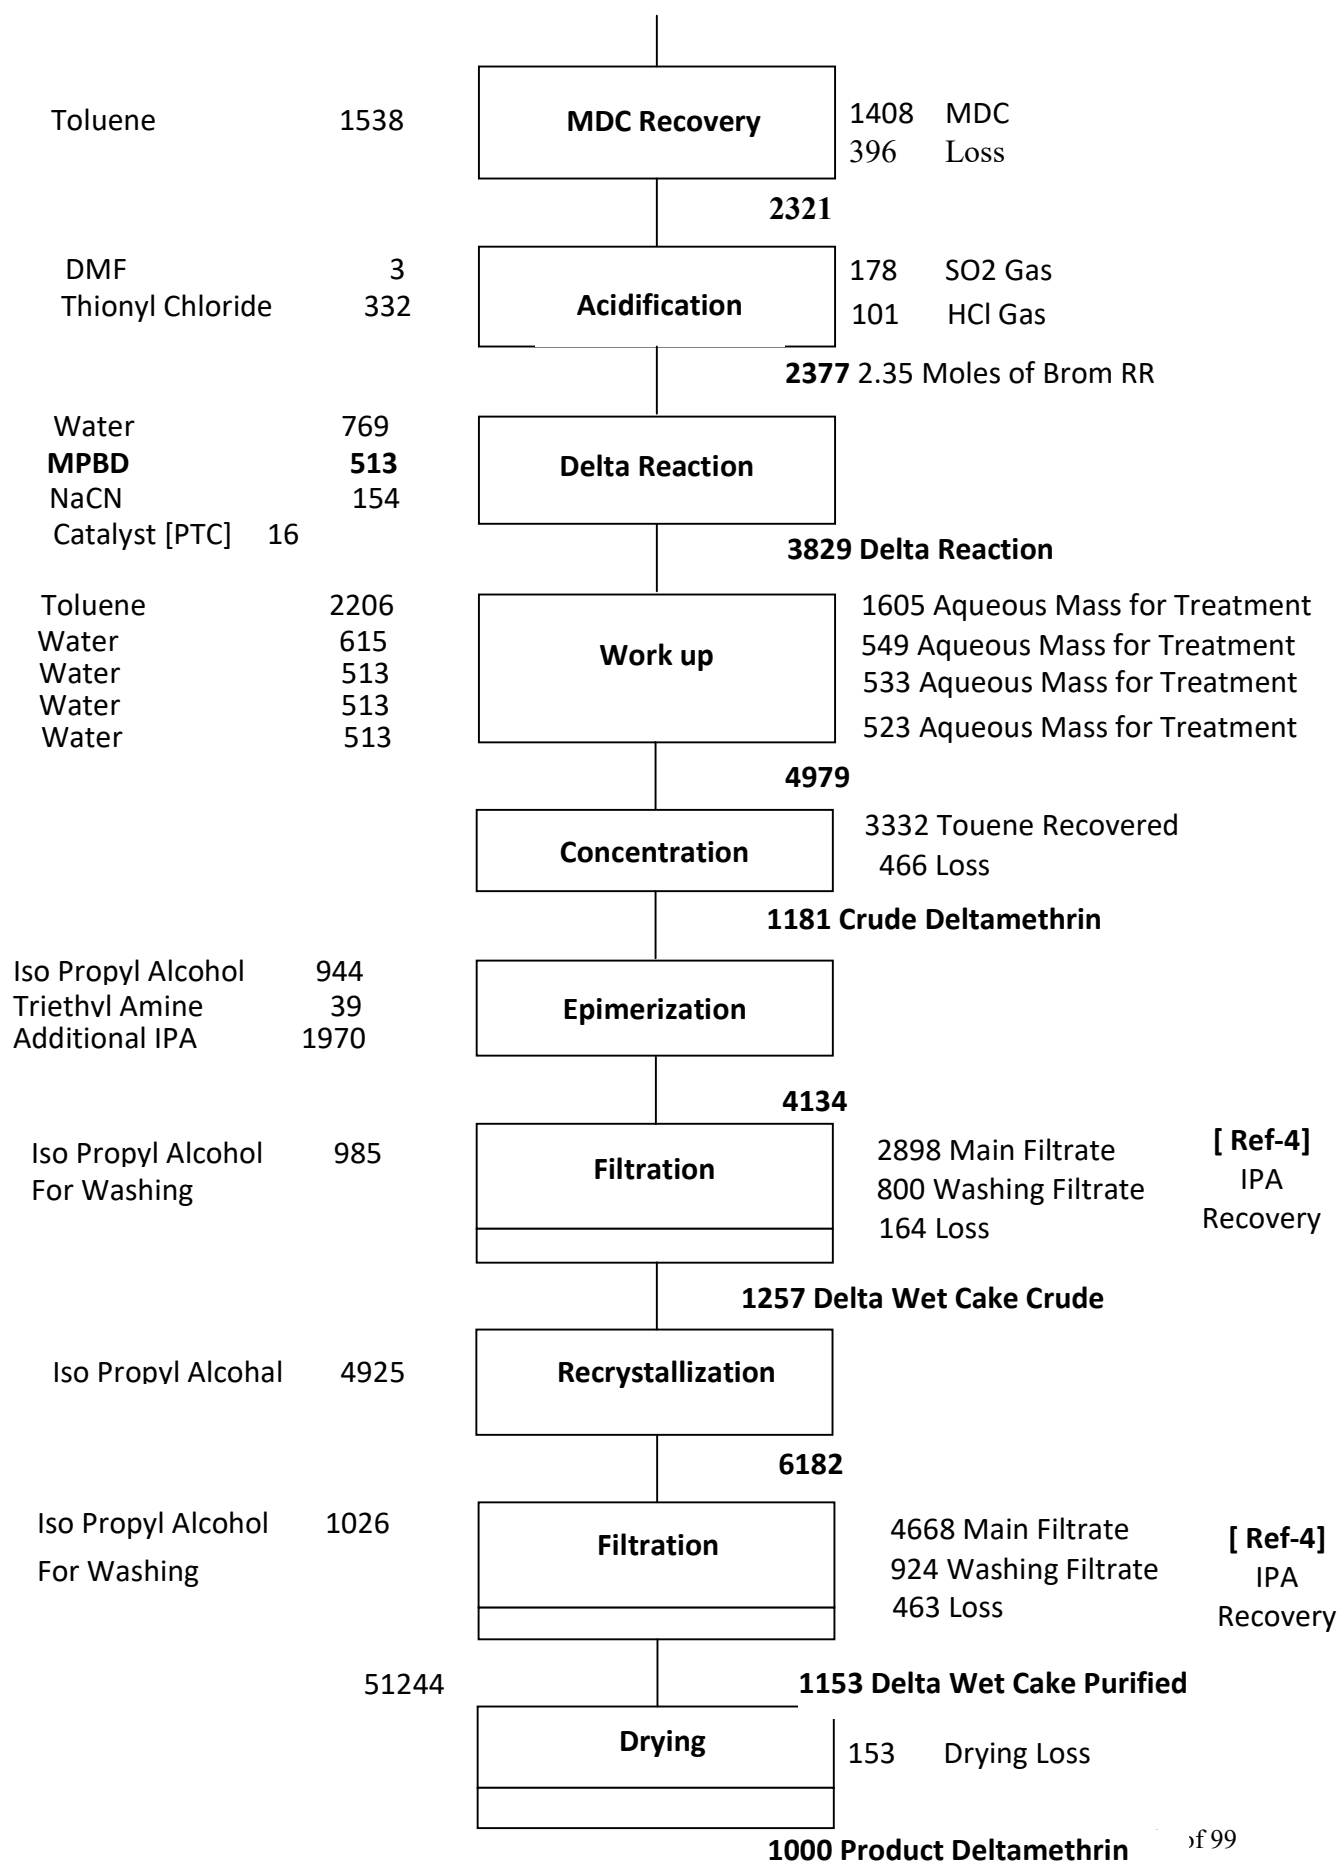 Toluene 1538 MDC Recovery 1408 MDC
396 Loss
2321
DMF 3 178 SO2 Gas
Thionyl Chloride 332 Acidification 101 HCl Gas
2377 2.35 Moles of Brom RR
Water 769
MPBD 513 Delta Reaction
NaCN 154
Catalyst [PTC] 16
3829 Delta Reaction
Toluene 2206 1605 Aqueous Mass for Treatment
Water 615 Work up 549 Aqueous Mass for Treatment
Water 513 533 Aqueous Mass for Treatment
Water 513
Water 513 523 Aqueous Mass for Treatment
4979
3332 Touene Recovered
Concentration
466 Loss
1181 Crude Deltamethrin
Iso Propyl Alcohol 944
Triethyl Amine 39 Epimerization
Additional IPA 1970
4134
Iso Propyl Alcohol 985 2898 Main Filtrate [ Ref-4]
For Washing Filtration 800 Washing Filtrate IPA
164 Loss Recovery
1257 Delta Wet Cake Crude
Iso Propyl Alcohal 4925 Recrystallization
6182
Iso Propyl Alcohol 1026 4668 Main Filtrate [ Ref-4]
For Washing Filtration 924 Washing Filtrate IPA
463 Loss Recovery
51244 1153 Delta Wet Cake Purified
Drying 153 Drying Loss
1000 Product Deltamethrin of 99